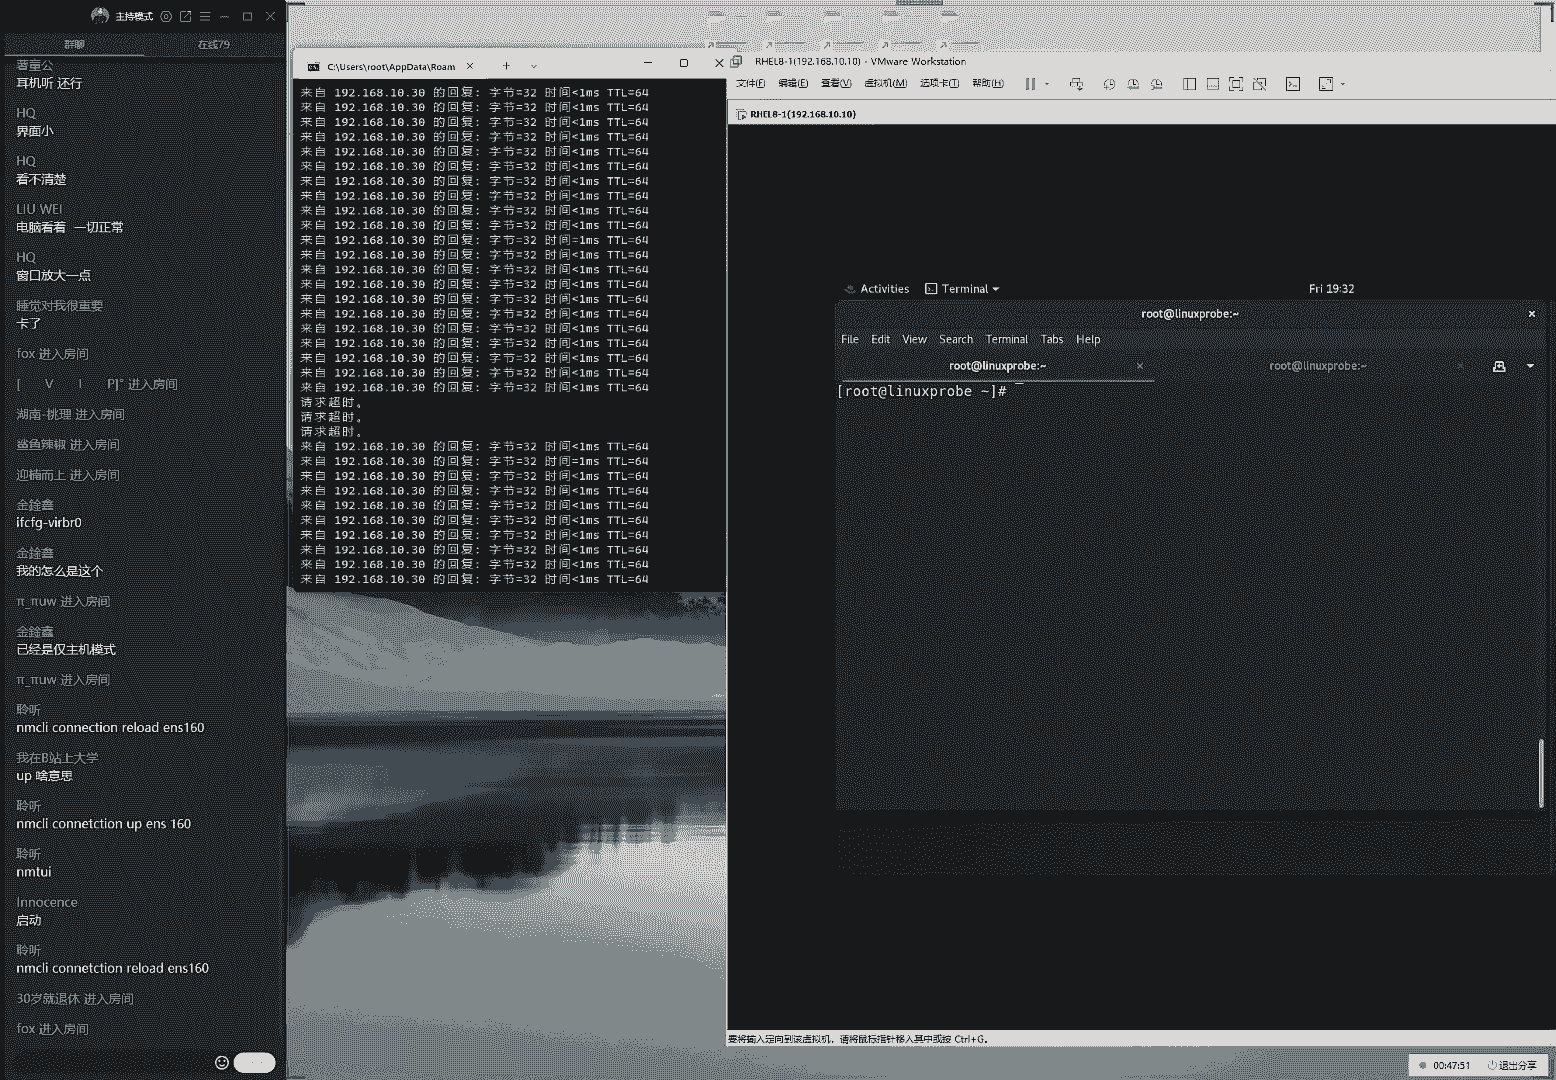 主持模式
群聊
在线79
著童公
耳机听 还行
HQ
界面小
HQ
看不清楚
LIU WEI
电脑看着 一切正常
HQ
窗口放大一点
睡觉对我很重要
卡了
fox 进入房间
[ V I P]° 进入房间
湖南-桃理 进入房间
鲨鱼辣椒 进入房间
迎楠而上 进入房间
金鍂鑫
ifcfg-virbr0
金鍂鑫
我的怎么是这个
π_πuw 进入房间
金鍂鑫
已经是仅主机模式
π_πuw 进入房间
聆听
nmcli connection reload ens160
我在B站上大学
up 啥意思
聆听
nmcli connetction up ens 160
聆听
nmtui
Innocence
启动
聆听
nmcli connetction reload ens160
30岁就退休 进入房间
fox 进入房间
C:\Users\root\AppData\Roam
来自 192.168.10.30 的回复: 字节=32 时间<1ms TTL=64
来自 192.168.10.30 的回复: 字节=32 时间<1ms TTL=64
来自 192.168.10.30 的回复: 字节=32 时间<1ms TTL=64
来自 192.168.10.30 的回复: 字节=32 时间=1ms TTL=64
来自 192.168.10.30 的回复: 字节=32 时间<1ms TTL=64
来自 192.168.10.30 的回复: 字节=32 时间<1ms TTL=64
来自 192.168.10.30 的回复: 字节=32 时间<1ms TTL=64
来自 192.168.10.30 的回复: 字节=32 时间<1ms TTL=64
来自 192.168.10.30 的回复: 字节=32 时间<1ms TTL=64
来自 192.168.10.30 的回复: 字节=32 时间<1ms TTL=64
来自 192.168.10.30 的回复: 字节=32 时间=1ms TTL=64
来自 192.168.10.30 的回复: 字节=32 时间=1ms TTL=64
来自 192.168.10.30 的回复: 字节=32 时间<1ms TTL=64
来自 192.168.10.30 的回复: 字节=32 时间<1ms TTL=64
来自 192.168.10.30 的回复: 字节=32 时间<1ms TTL=64
来自 192.168.10.30 的回复: 字节=32 时间<1ms TTL=64
来自 192.168.10.30 的回复: 字节=32 时间<1ms TTL=64
来自 192.168.10.30 的回复: 字节=32 时间<1ms TTL=64
来自 192.168.10.30 的回复: 字节=32 时间<1ms TTL=64
来自 192.168.10.30 的回复: 字节=32 时间<1ms TTL=64
来自 192.168.10.30 的回复: 字节=32 时间<1ms TTL=64
请求超时。
请求超时。
请求超时。
来自 192.168.10.30 的回复: 字节=32 时间<1ms TTL=64
来自 192.168.10.30 的回复: 字节=32 时间=1ms TTL=64
来自 192.168.10.30 的回复: 字节=32 时间<1ms TTL=64
来自 192.168.10.30 的回复: 字节=32 时间<1ms TTL=64
来自 192.168.10.30 的回复: 字节=32 时间<1ms TTL=64
来自 192.168.10.30 的回复: 字节=32 时间<1ms TTL=64
来自 192.168.10.30 的回复: 字节=32 时间<1ms TTL=64
来自 192.168.10.30 的回复: 字节=32 时间<1ms TTL=64
来自 192.168.10.30 的回复: 字节=32 时间<1ms TTL=64
来自 192.168.10.30 的回复: 字节=32 时间<1ms TTL=64
RHEL8-1(192.168.10.10) - VMware Workstation
文件(F) 编辑(E) 查看(V) 虚拟机(M) 选项卡(T) 帮助(H)
RHEL8-1(192.168.10.10)
Activities Terminal Fri 19:32
root@linuxprobe:~
File Edit View Search Terminal Tabs Help
root@linuxprobe:~ root@linuxprobe:~
[root@linuxprobe ~]#
要将输入定向到该虚拟机，请将鼠标指针移入其中或按 Ctrl+G。
00:47:51 退出分享